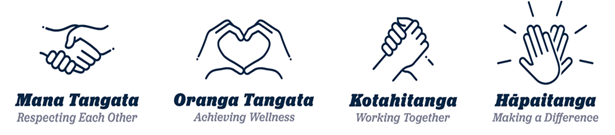 Mana Tangata
Respecting Each Other
Oranga Tangata
Achieving Wellness
Kotahitanga
Working Together
Hāpaitanga
Making a Difference